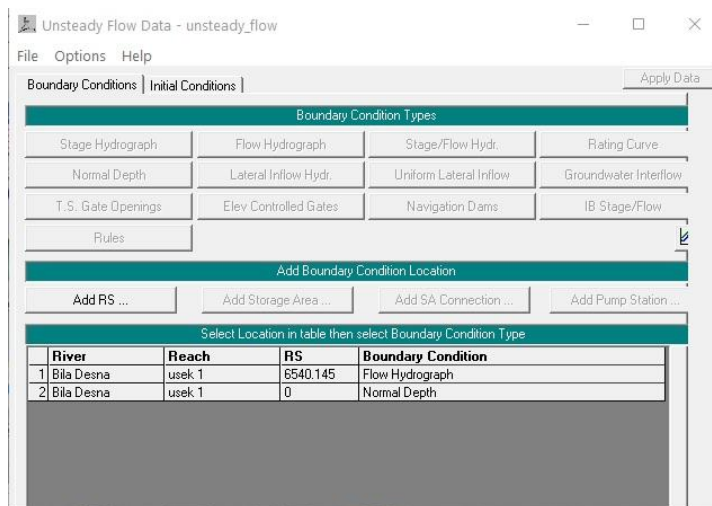 Unsteady Flow Data - unsteady_flow
File Options Help
Boundary Conditions Initial Conditions Apply Data
Boundary Condition Types
Stage Hydrograph Flow Hydrograph Stage/Flow Hydr. Rating Curve
Normal Depth Lateral Inflow Hydr. Uniform Lateral Inflow Groundwater Interflow
T.S. Gate Openings Elev Controlled Gates Navigation Dams IB Stage/Flow
Rules
Add Boundary Condition Location
Add RS ... Add Storage Area ... Add SA Connection ... Add Pump Station ...
Select Location in table then select Boundary Condition Type
River Reach RS Boundary Condition
1 Bila Desna usek 1 6540.145 Flow Hydrograph
2 Bila Desna usek 1 0 Normal Depth